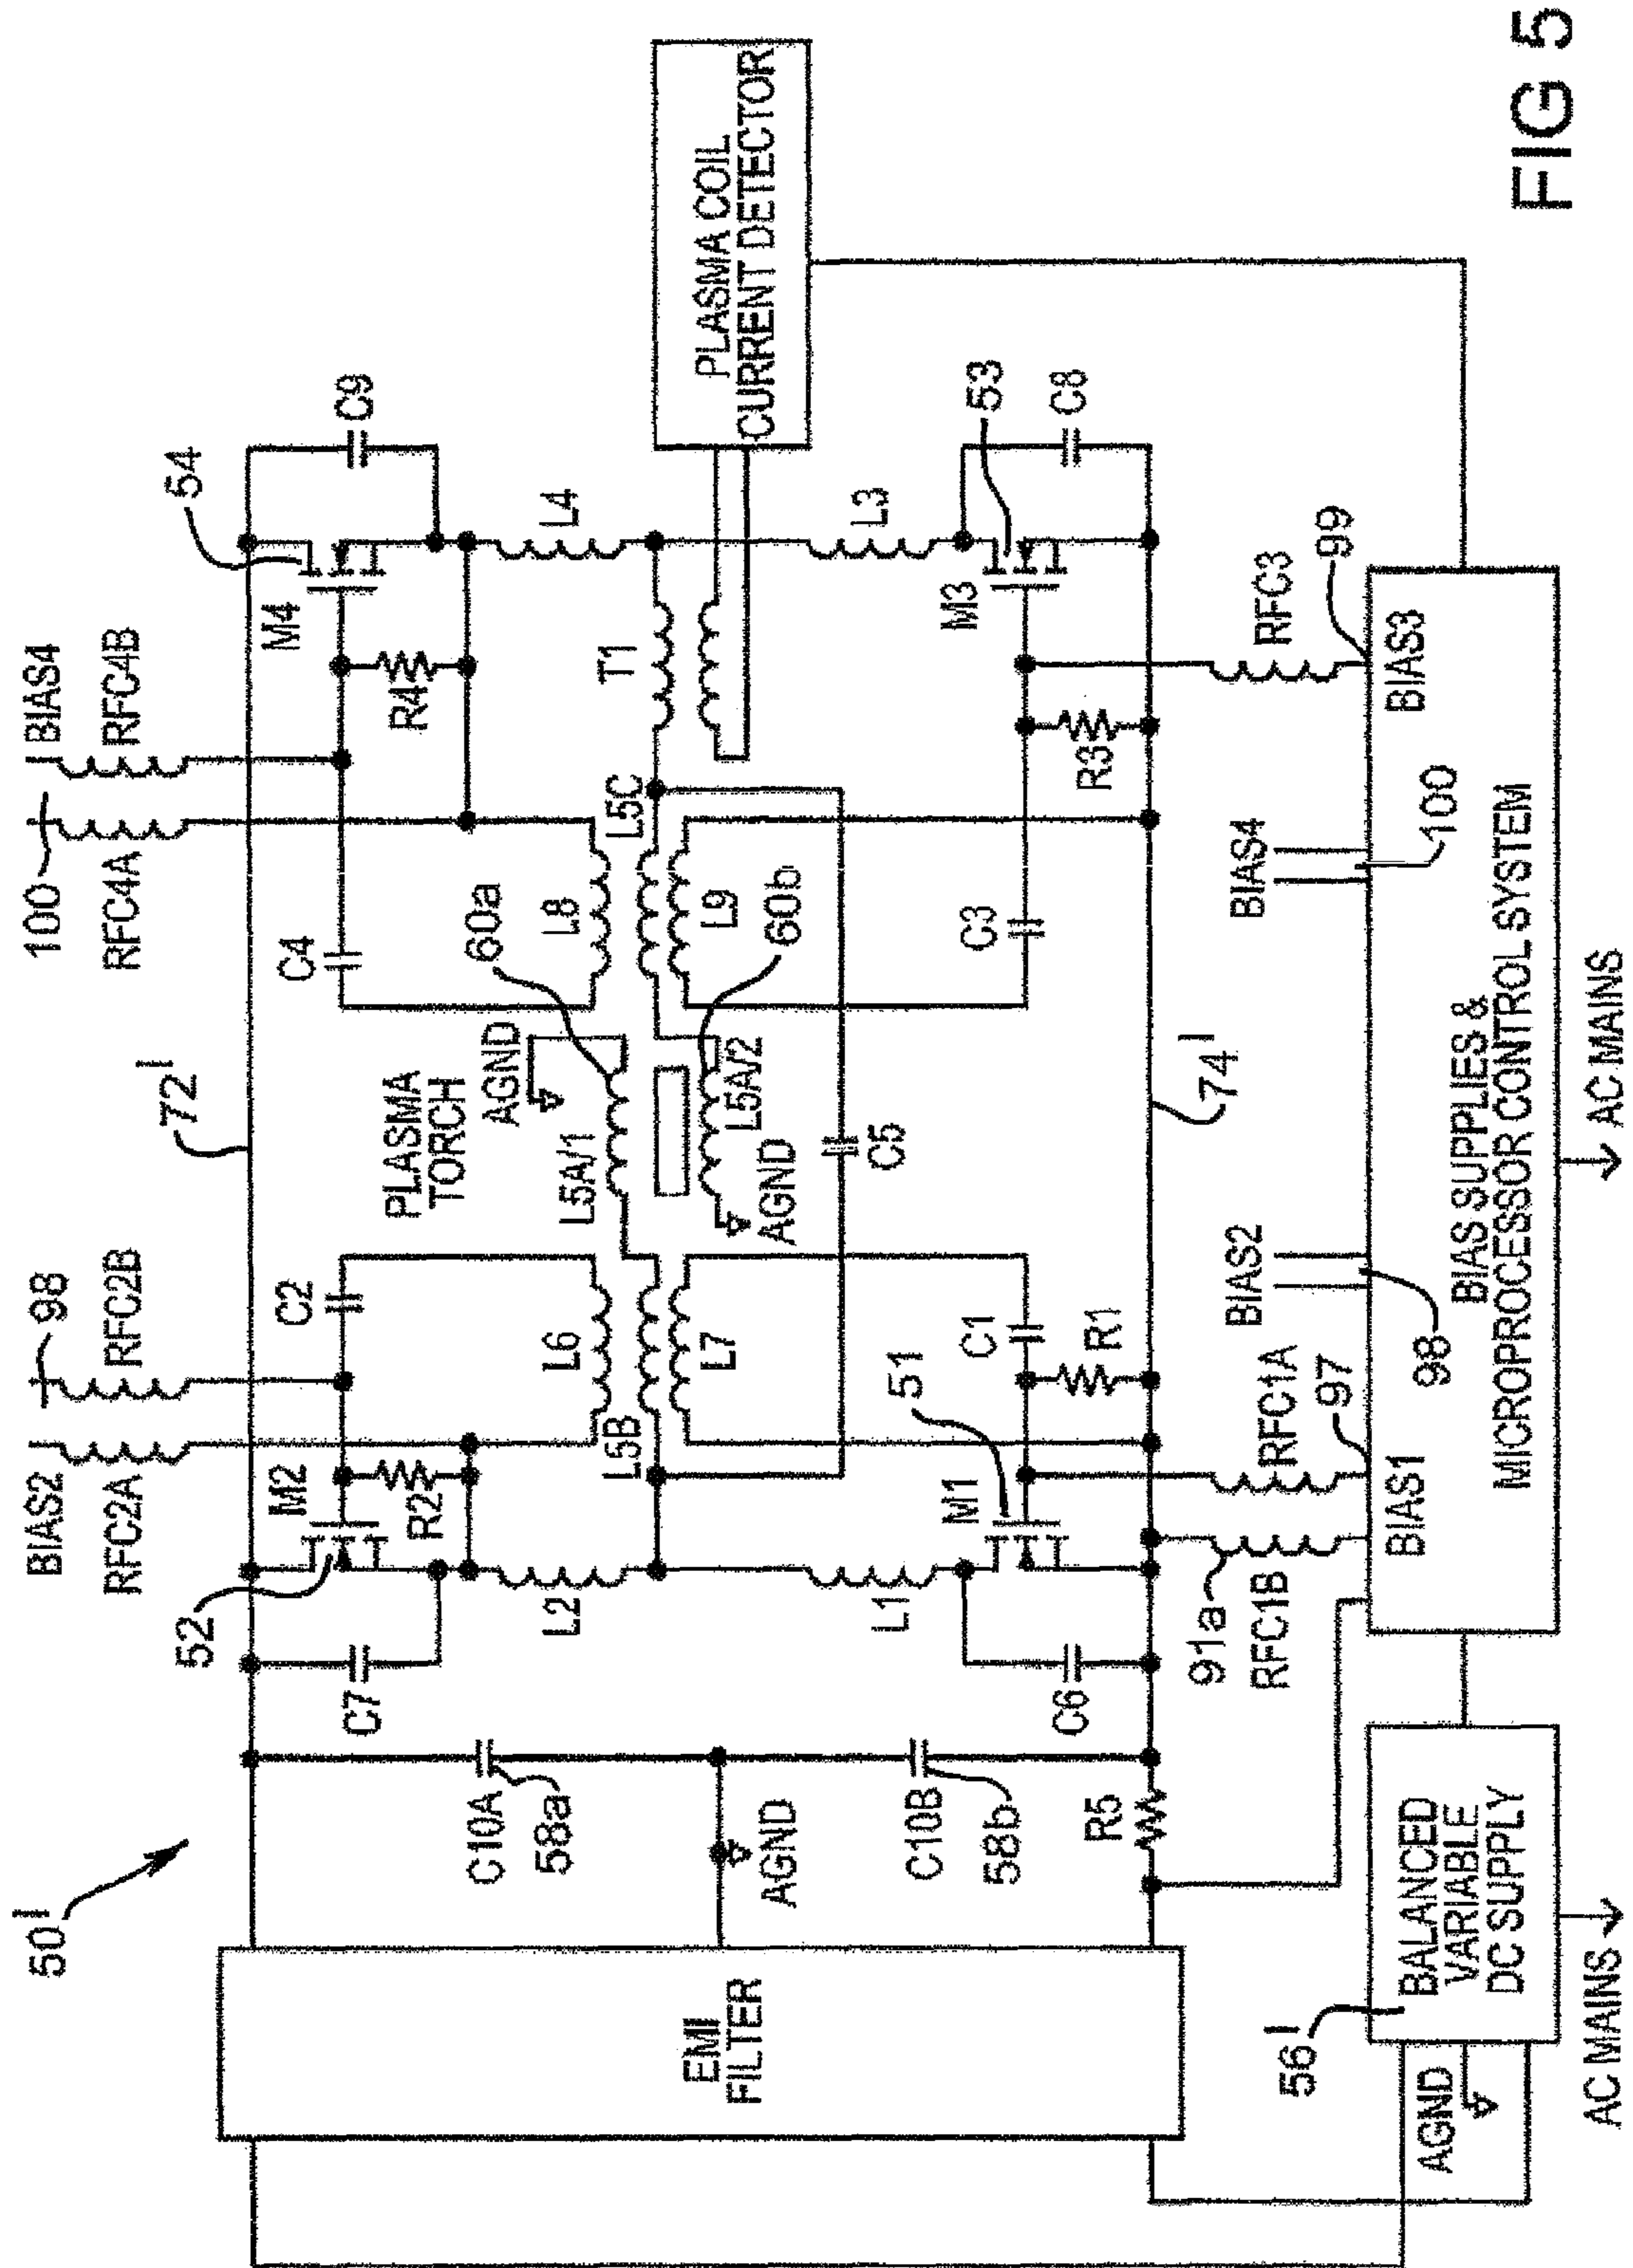 50'
72'
BIAS2
98
RFC2A
RFC2B
100
BIAS4
RFC4A
RFC4B
52
M2
C2
C4
M4
54
C7
R2
R4
C9
C10A
58a
L2
L6
PLASMA
TORCH
AGND
L8
L4
60a
L5B
L5A/1
L5C
T1
PLASMA COIL
CURRENT DETECTOR
EMI
FILTER
AGND
L7
L5A/2
AGND
L9
60b
L1
51
C5
L3
C10B
58b
M1
C1
C3
M3
53
C6
R1
R3
C8
R5
74'
91a
RFC1B
RFC1A
97
RFC3
99
BIAS2
98
BIAS4
100
BIAS1
BIAS3
56'
BALANCED
VARIABLE
DC SUPPLY
BIAS SUPPLIES &
MICROPROCESSOR CONTROL SYSTEM
AGND
AC MAINS
AC MAINS
FIG 5